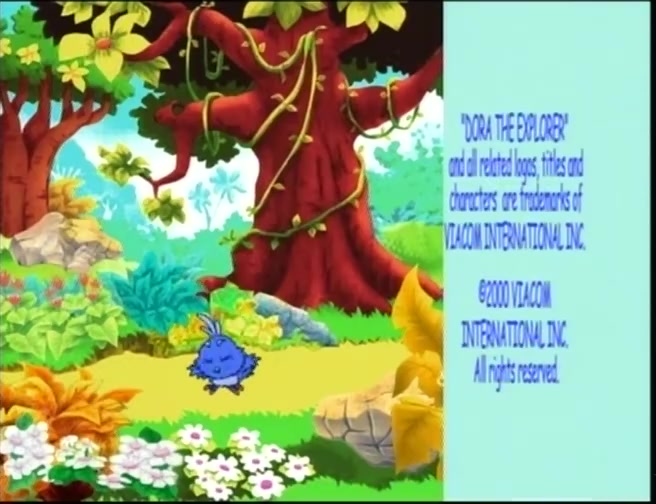 "DORA THE EXPLORER"
and all related logos, titles and
characters are trademarks of
VIACOM INTERNATIONAL INC.
©2000 VIACOM
INTERNATIONAL INC.
All rights reserved.